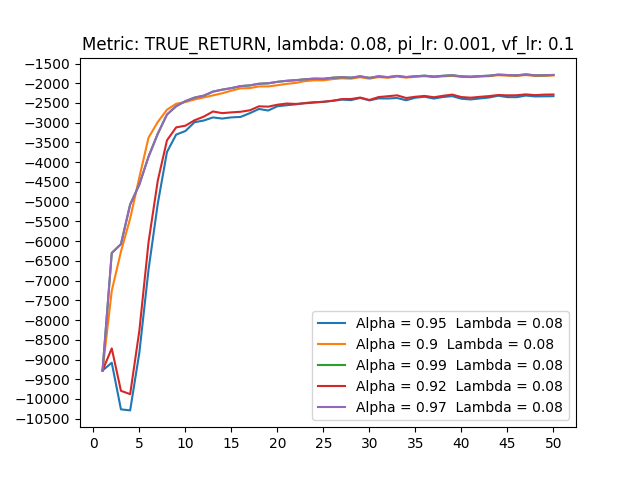 Metric: TRUE_RETURN, lambda: 0.08, pi_lr: 0.001, vf_lr: 0.1
−1500
−2000
−2500
−3000
−3500
−4000
−4500
−5000
−5500
−6000
−6500
−7000
−7500
−8000
−8500
−9000
−9500
−10000
−10500
Alpha = 0.95  Lambda = 0.08
Alpha = 0.9  Lambda = 0.08
Alpha = 0.99  Lambda = 0.08
Alpha = 0.92  Lambda = 0.08
Alpha = 0.97  Lambda = 0.08
0 5 10 15 20 25 30 35 40 45 50